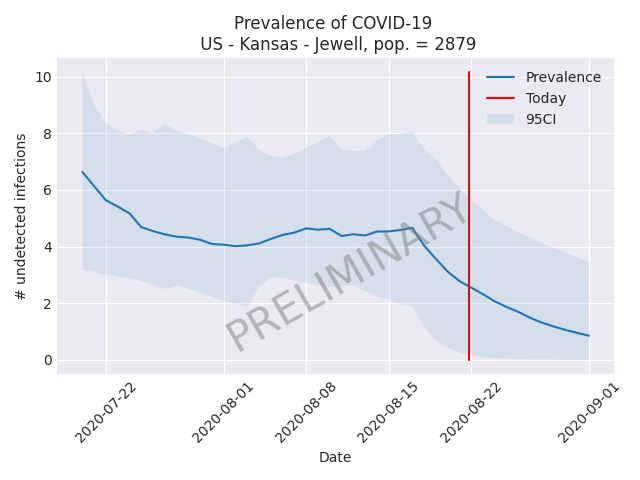 Prevalence of COVID-19
US - Kansas - Jewell, pop. = 2879
10
8
6
4
2
0
# undetected infections
Prevalence
Today
95CI
PRELIMINARY
2020-07-22
2020-08-01
2020-08-08
2020-08-15
2020-08-22
2020-09-01
Date